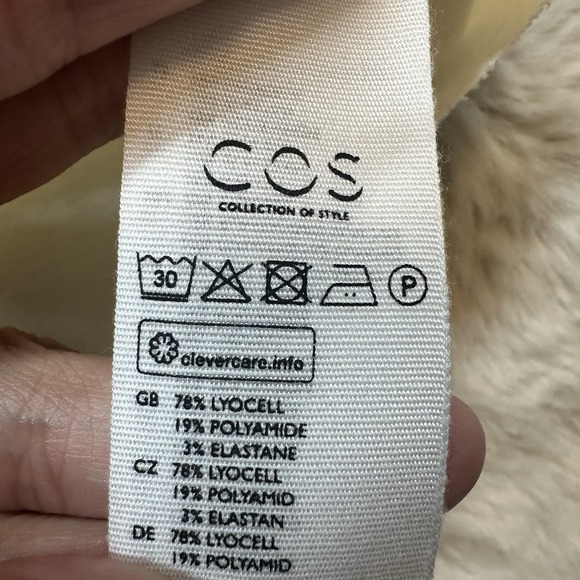 COS
COLLECTION OF STYLE
30 P
clevercare.info
GB 78% LYOCELL
19% POLYAMIDE
3% ELASTANE
CZ 78% LYOCELL
19% POLYAMID
3% ELASTAN
DE 78% LYOCELL
19% POLYAMID